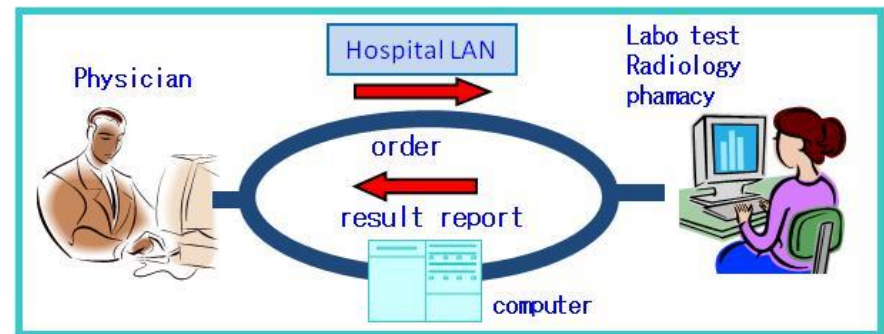 Physician
Hospital LAN
order
result report
computer
Labo test
Radiology
phamacy